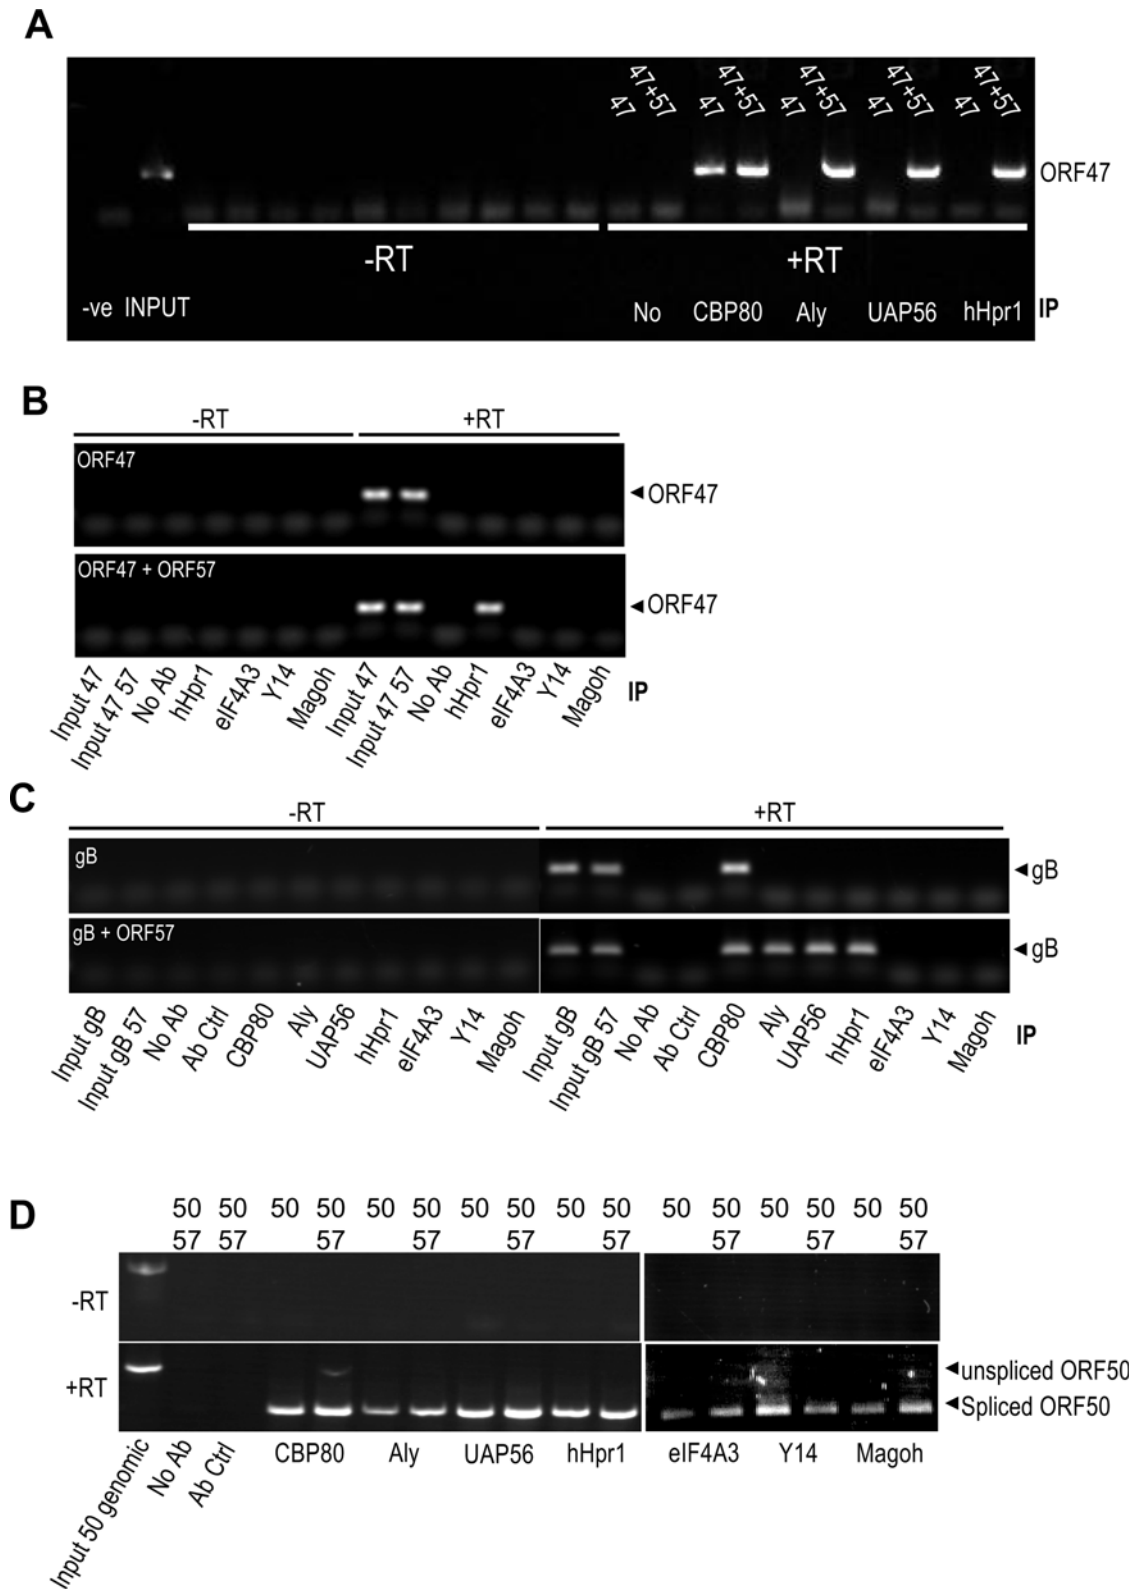 A
47 47+57 47 47+57 47 47+57 47 47+57 47 47+57
ORF47
-RT +RT
-ve INPUT No CBP80 Aly UAP56 hHpr1 IP
B
-RT +RT
ORF47
◄ORF47
ORF47 + ORF57
◄ORF47
Input 47 Input 47 57 No Ab hHpr1 eIF4A3 Y14 Magoh Input 47 Input 47 57 No Ab hHpr1 eIF4A3 Y14 Magoh IP
C
-RT +RT
gB
◄gB
gB + ORF57
◄gB
Input gB Input gB 57 No Ab Ab Ctrl CBP80 Aly UAP56 hHpr1 eIF4A3 Y14 Magoh Input gB Input gB 57 No Ab Ab Ctrl CBP80 Aly UAP56 hHpr1 eIF4A3 Y14 Magoh IP
D
50 50 50 50 50 50 50 50 50 50 50 50 50 50 50 50
57 57 57 57 57 57 57 57 57
-RT
+RT
◄unspliced ORF50
◄Spliced ORF50
Input 50 genomic No Ab Ab Ctrl CBP80 Aly UAP56 hHpr1 eIF4A3 Y14 Magoh